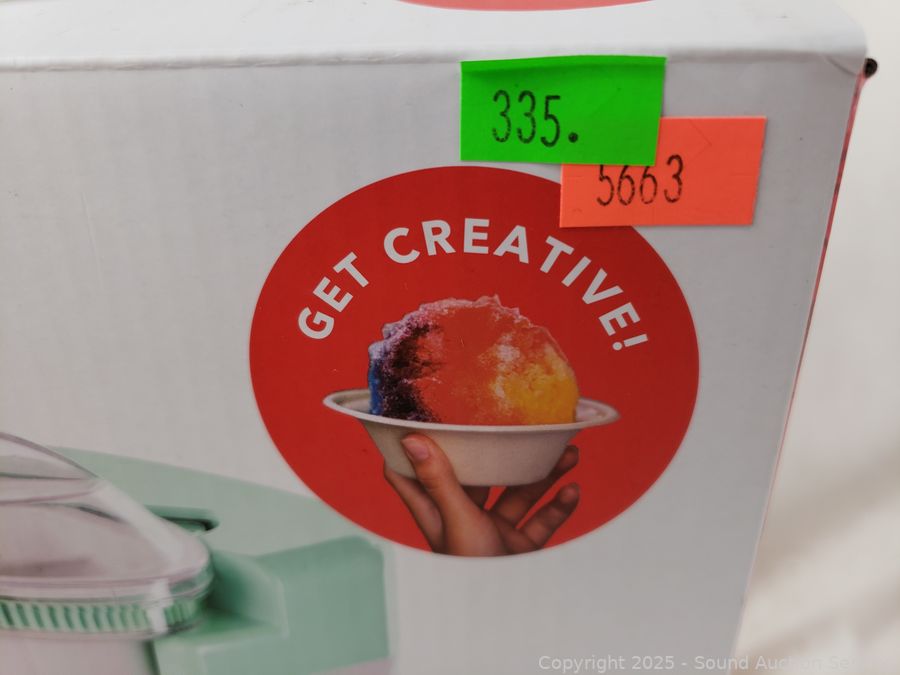 335.
5663
GET CREATIVE!
Copyright 2025 - Sound Auction